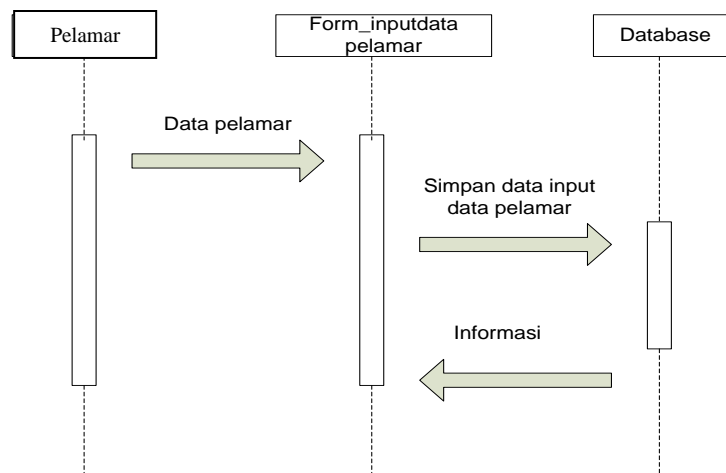 Pelamar
Form_inputdata
pelamar
Database
Data pelamar
Simpan data input
data pelamar
Informasi